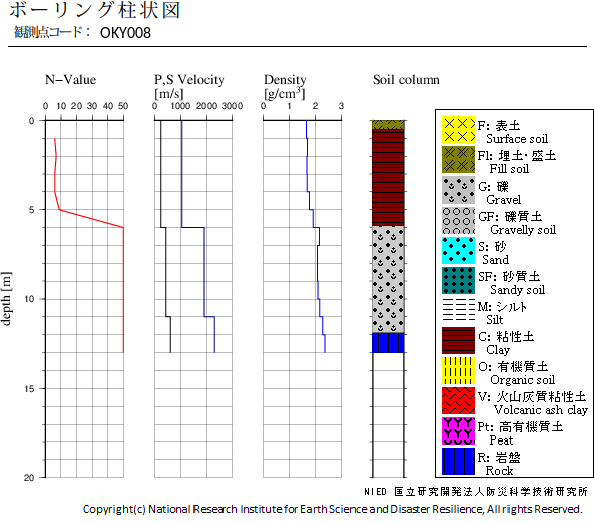 ボーリング柱状図
観測点コード： OKY008
N−Value
P,S Velocity
[m/s]
Density
[g/cm³]
Soil column
0 10 20 30 40 50
0 1000 2000 3000
0 1 2 3
0
5
10
15
20
depth [m]
F: 表土
Surface soil
Fl: 埋土・盛土
Fill soil
G: 礫
Gravel
GF: 礫質土
Gravelly soil
S: 砂
Sand
SF: 砂質土
Sandy soil
M: シルト
Silt
C: 粘性土
Clay
O: 有機質土
Organic soil
V: 火山灰質粘性土
Volcanic ash clay
Pt: 高有機質土
Peat
R: 岩盤
Rock
NIED 国立研究開発法人防災科学技術研究所
Copyright(c) National Research Institute for Earth Science and Disaster Resilience, All rights Reserved.